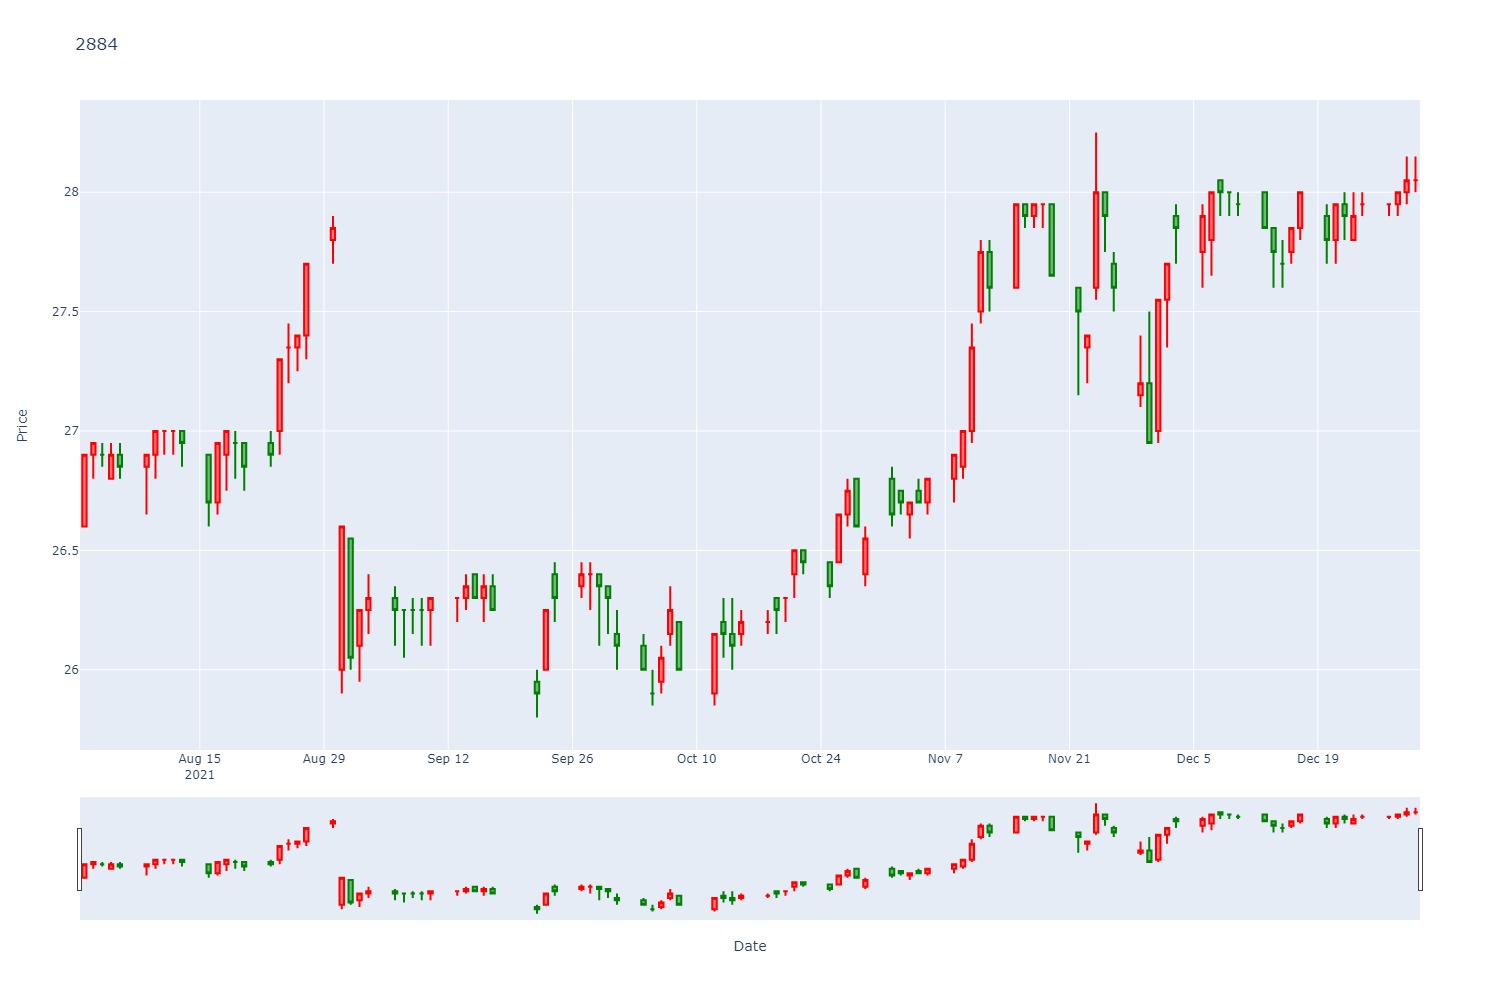 2884
28
27.5
27
26.5
26
Price
Aug 15
2021
Aug 29
Sep 12
Sep 26
Oct 10
Oct 24
Nov 7
Nov 21
Dec 5
Dec 19
Date